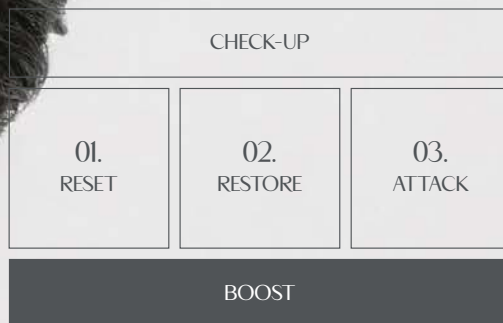 CHECK-UP
01.
RESET
02.
RESTORE
03.
ATTACK
BOOST